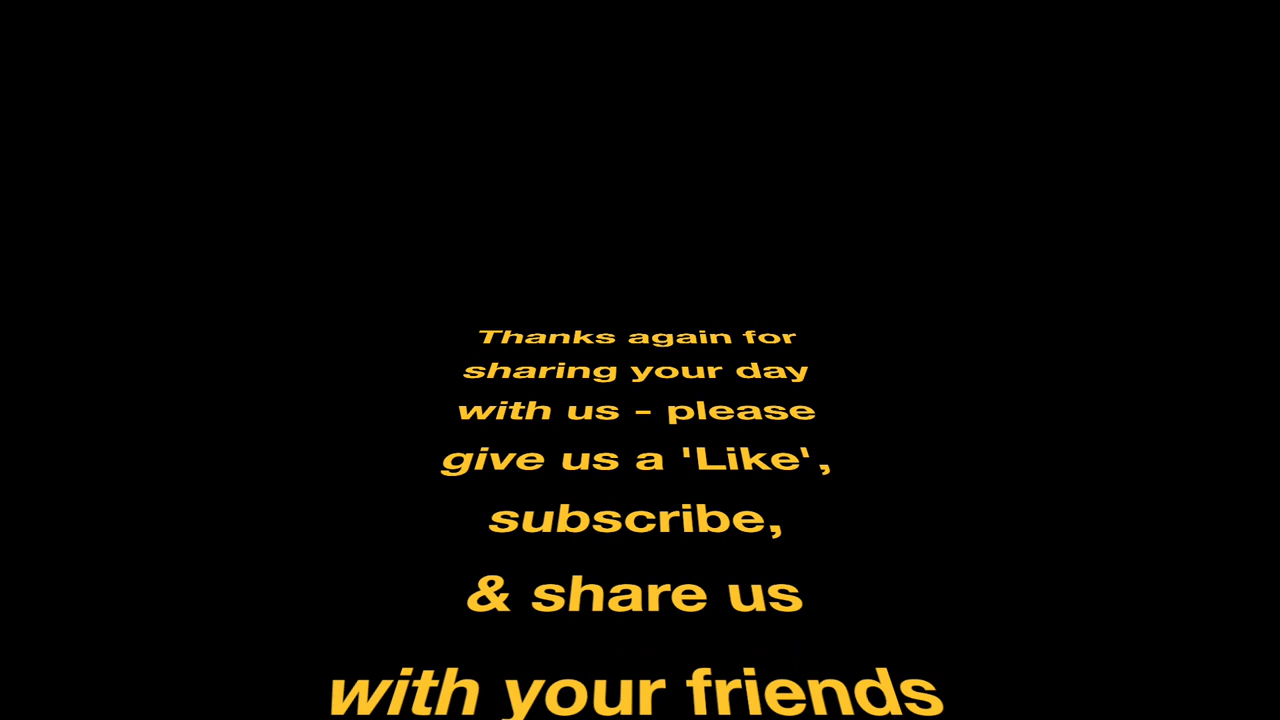 Thanks again for
sharing your day
with us - please
give us a 'Like',
subscribe,
& share us
with your friends